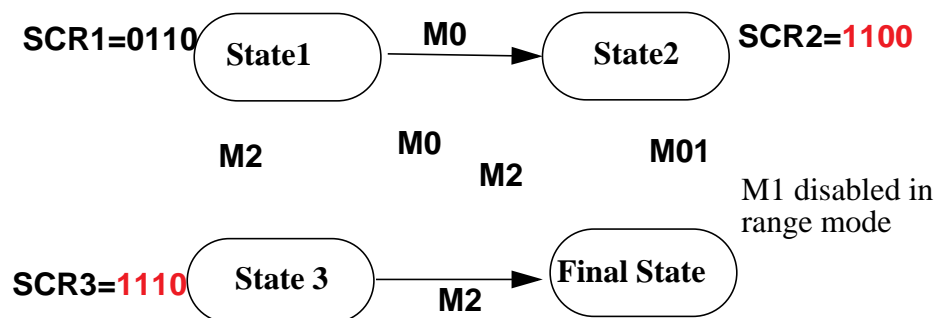 SCR1=0110
State1
M0
State2
SCR2=1100
M2
M0
M2
M01
M1 disabled in
range mode
SCR3=1110
State 3
M2
Final State